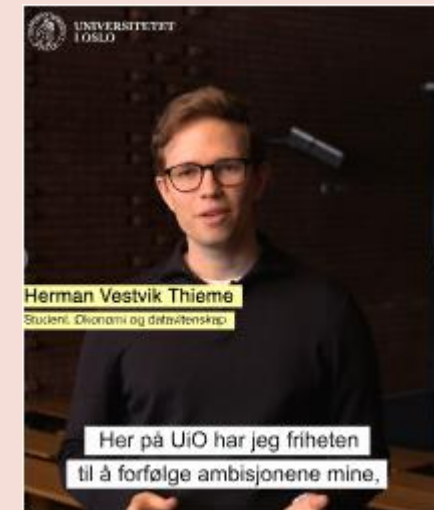 UNIVERSITETET
I OSLO
Herman Vestvik Thieme
Student, Økonomi og datavitenskap
Her på UiO har jeg friheten
til å forfølge ambisjonene mine,